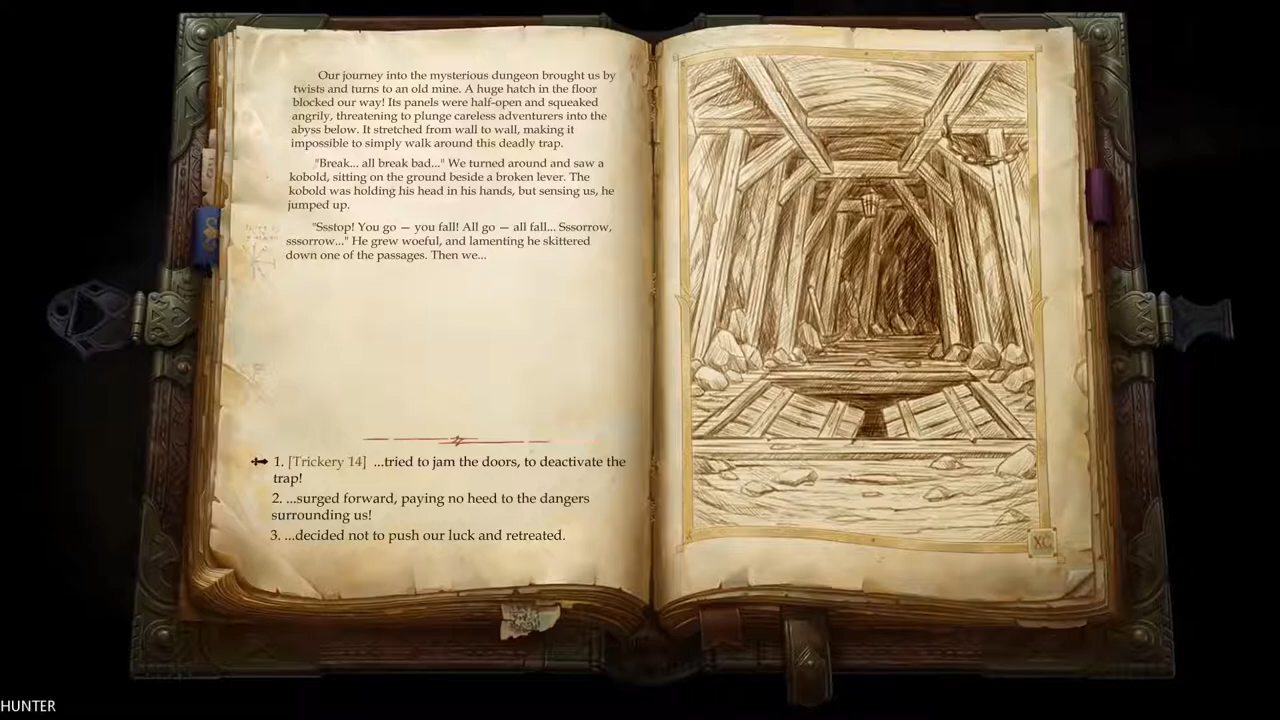 Our journey into the mysterious dungeon brought us by
twists and turns to an old mine. A huge hatch in the floor
blocked our way! Its panels were half-open and squeaked
angrily, threatening to plunge careless adventurers into the
abyss below. It stretched from wall to wall, making it
impossible to simply walk around this deadly trap.
"Break... all break bad..." We turned around and saw a
kobold, sitting on the ground beside a broken lever. The
kobold was holding his head in his hands, but sensing us, he
jumped up.
"Ssstop! You go — you fall! All go — all fall... Sssorrow,
sssorrow..." He grew woeful, and lamenting he skittered
down one of the passages. Then we...
1. [Trickery 14] ...tried to jam the doors, to deactivate the
trap!
2. ...surged forward, paying no heed to the dangers
surrounding us!
3. ...decided not to push our luck and retreated.
XC
HUNTER